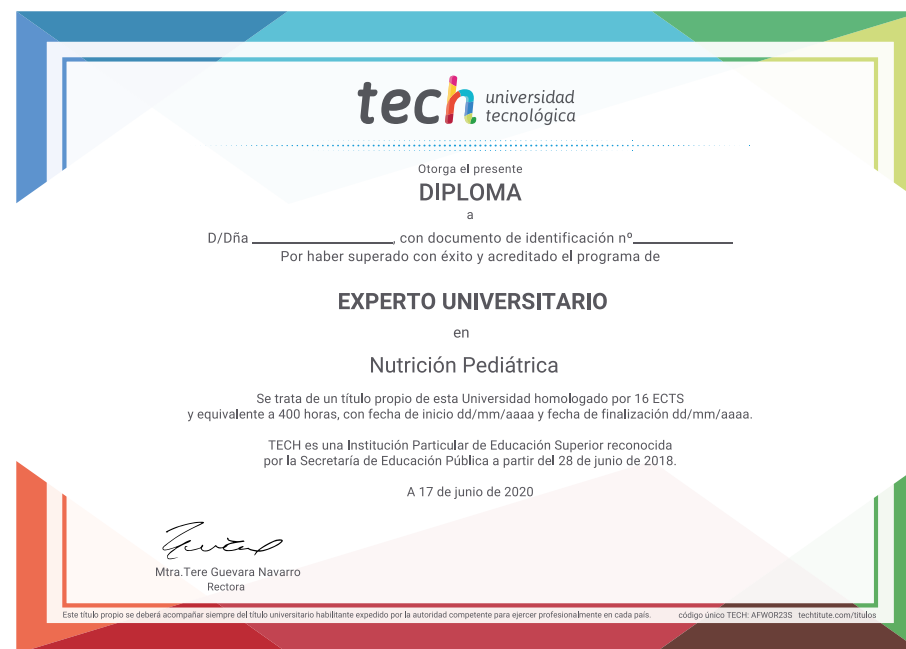 tech universidad
tecnológica
Otorga el presente
DIPLOMA
a
D/Dña ____________________, con documento de identificación nº______________
Por haber superado con éxito y acreditado el programa de
EXPERTO UNIVERSITARIO
en
Nutrición Pediátrica
Se trata de un título propio de esta Universidad homologado por 16 ECTS
y equivalente a 400 horas, con fecha de inicio dd/mm/aaaa y fecha de finalización dd/mm/aaaa.
TECH es una Institución Particular de Educación Superior reconocida
por la Secretaría de Educación Pública a partir del 28 de junio de 2018.
A 17 de junio de 2020
Mtra.Tere Guevara Navarro
Rectora
Este título propio se deberá acompañar siempre del título universitario habilitante expedido por la autoridad competente para ejercer profesionalmente en cada país. código único TECH: AFWOR23S techtitute.com/titulos